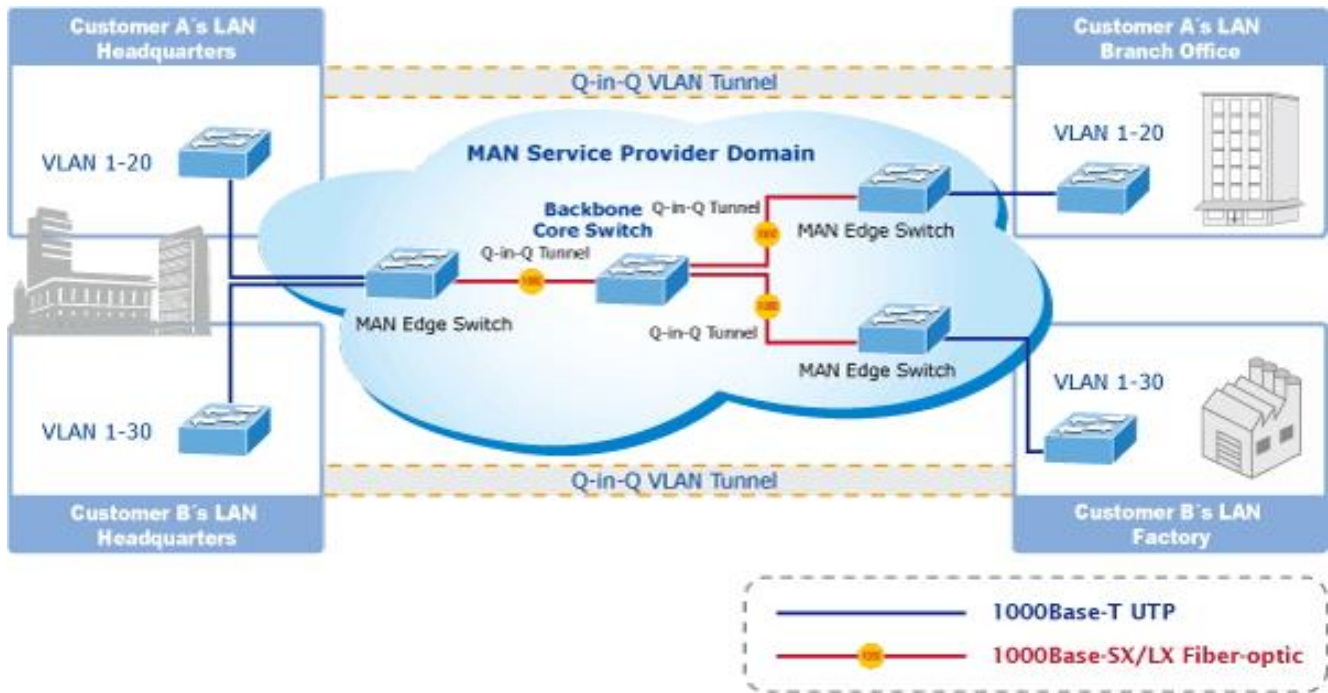 Customer A´s LAN
Headquarters
Customer A´s LAN
Branch Office
Q-in-Q VLAN Tunnel
VLAN 1-20
MAN Service Provider Domain
VLAN 1-20
Backbone
Core Switch
Q-in-Q Tunnel
MAN Edge Switch
Q-in-Q Tunnel
MAN Edge Switch
Q-in-Q Tunnel
MAN Edge Switch
VLAN 1-30
VLAN 1-30
Q-in-Q VLAN Tunnel
Customer B´s LAN
Headquarters
Customer B´s LAN
Factory
1000Base-T UTP
1000Base-SX/LX Fiber-optic